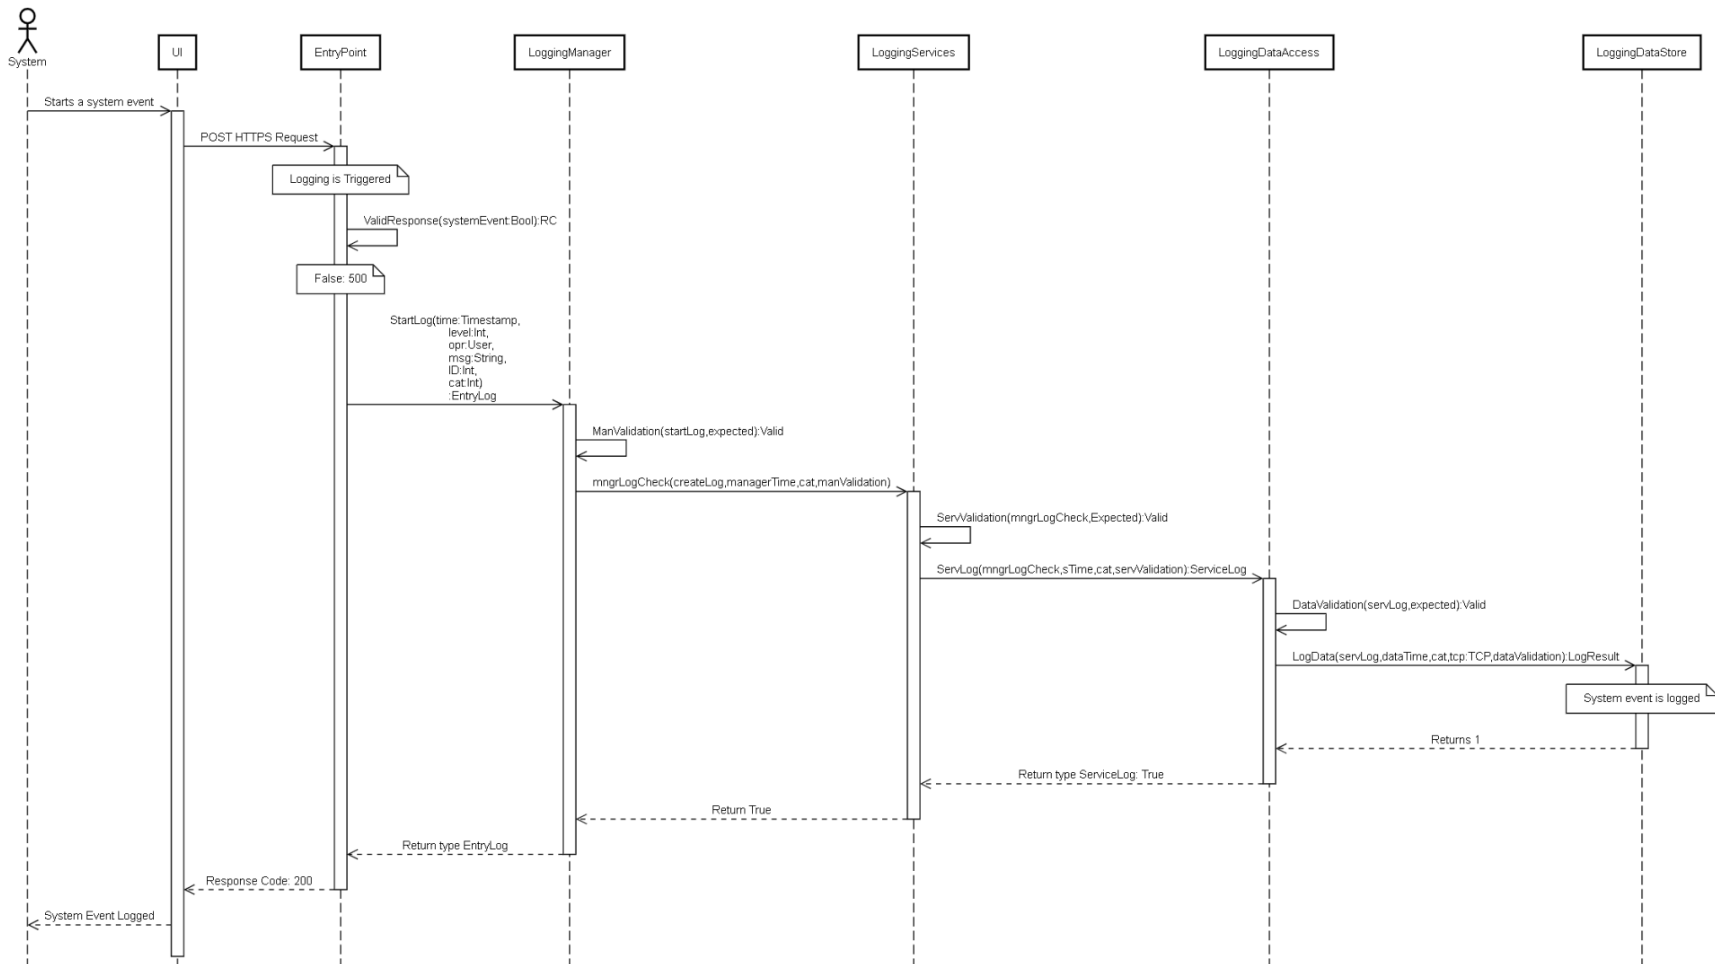 System
UI
EntryPoint
LoggingManager
LoggingServices
LoggingDataAccess
LoggingDataStore
Starts a system event
POST HTTPS Request
Logging is Triggered
ValidResponse(systemEvent:Bool):RC
False: 500
StartLog(time:Timestamp,
level:Int,
opr:User,
msg:String,
ID:Int,
cat:Int)
:EntryLog
ManValidation(startLog,expected):Valid
mngrLogCheck(createLog,managerTime,cat,manValidation)
ServValidation(mngrLogCheck,Expected):Valid
ServLog(mngrLogCheck,sTime,cat,servValidation):ServiceLog
DataValidation(servLog,expected):Valid
LogData(servLog,dataTime,cat,tcp:TCP,dataValidation):LogResult
System event is logged
Returns 1
Return type ServiceLog: True
Return True
Return type EntryLog
Response Code: 200
System Event Logged